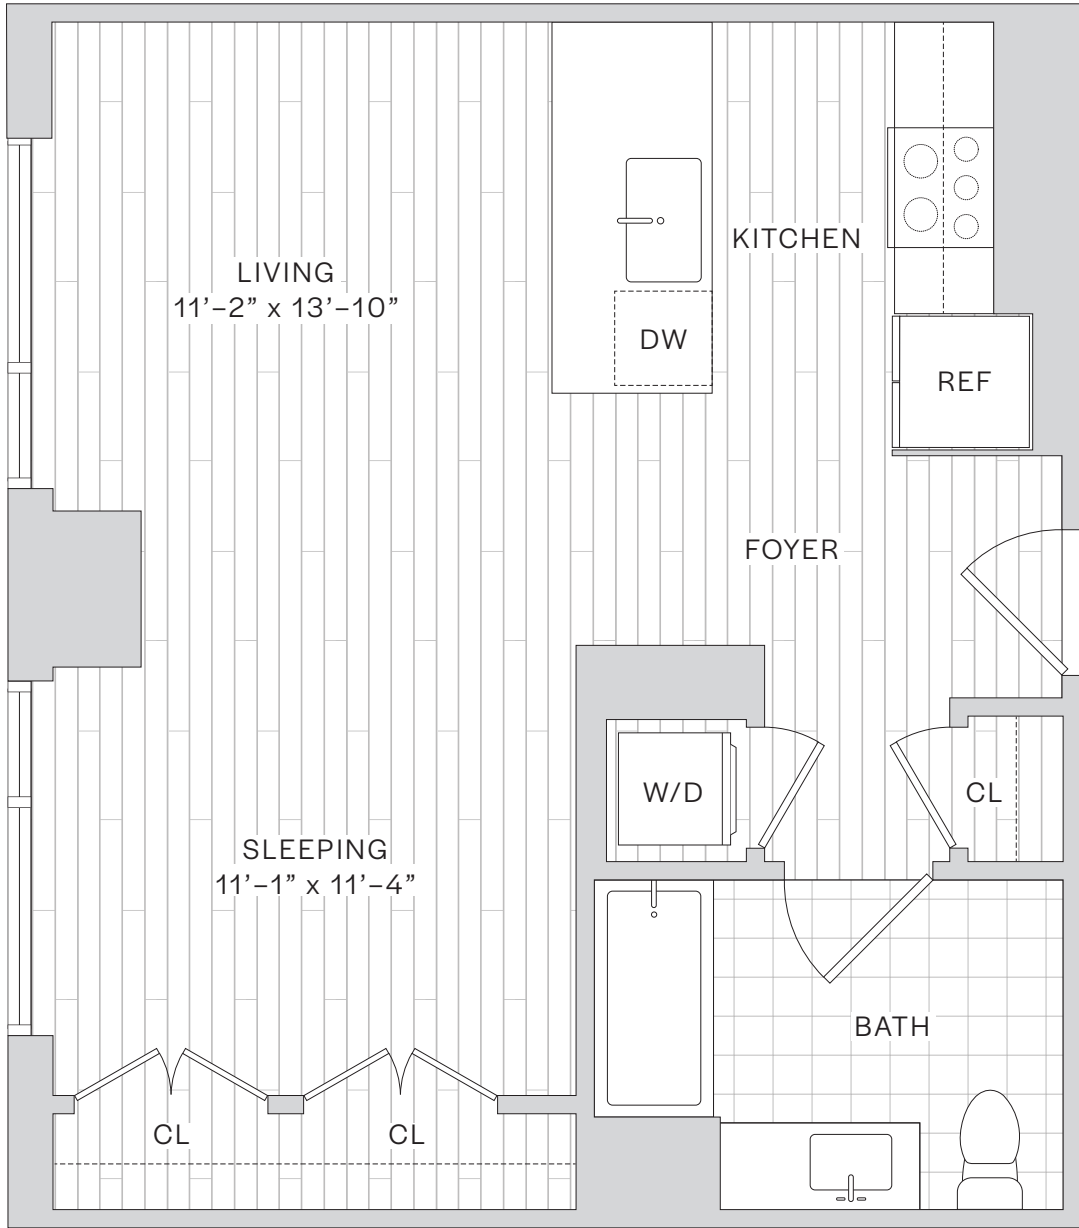 KITCHEN
LIVING
11’–2” x 13’–10”
DW
REF
FOYER
W/D
CL
SLEEPING
11’–1” x 11’–4”
BATH
CL
CL